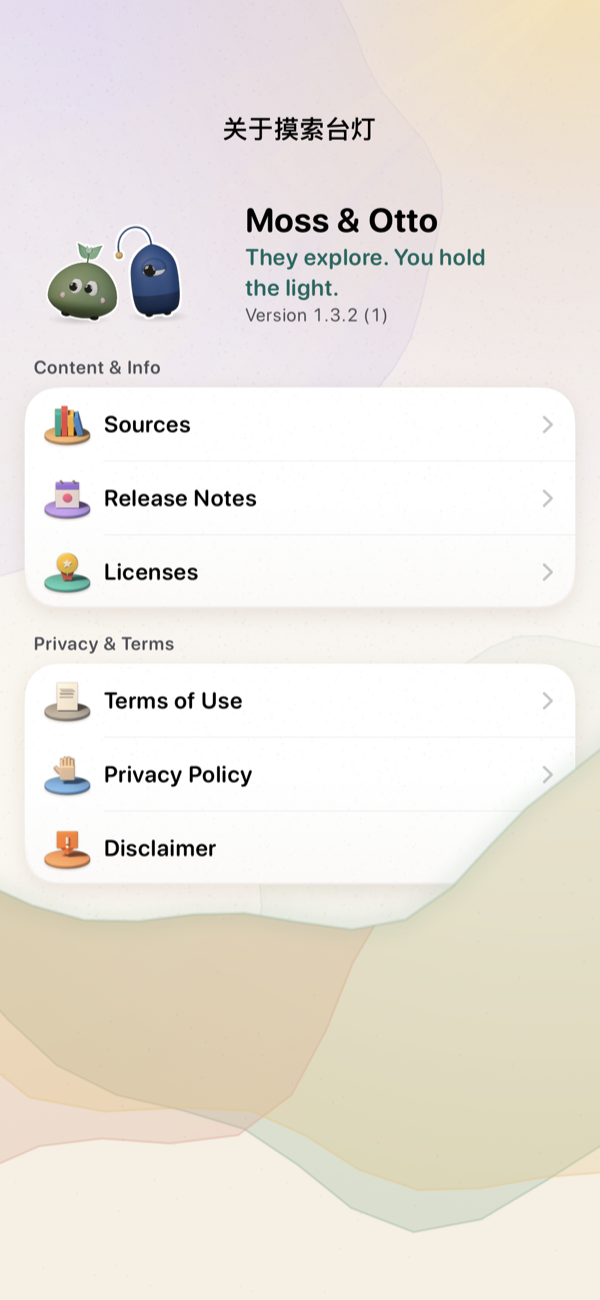 关于摸索台灯
Moss & Otto
They explore. You hold
the light.
Version 1.3.2 (1)
Content & Info
Sources
Release Notes
Licenses
Privacy & Terms
Terms of Use
Privacy Policy
Disclaimer